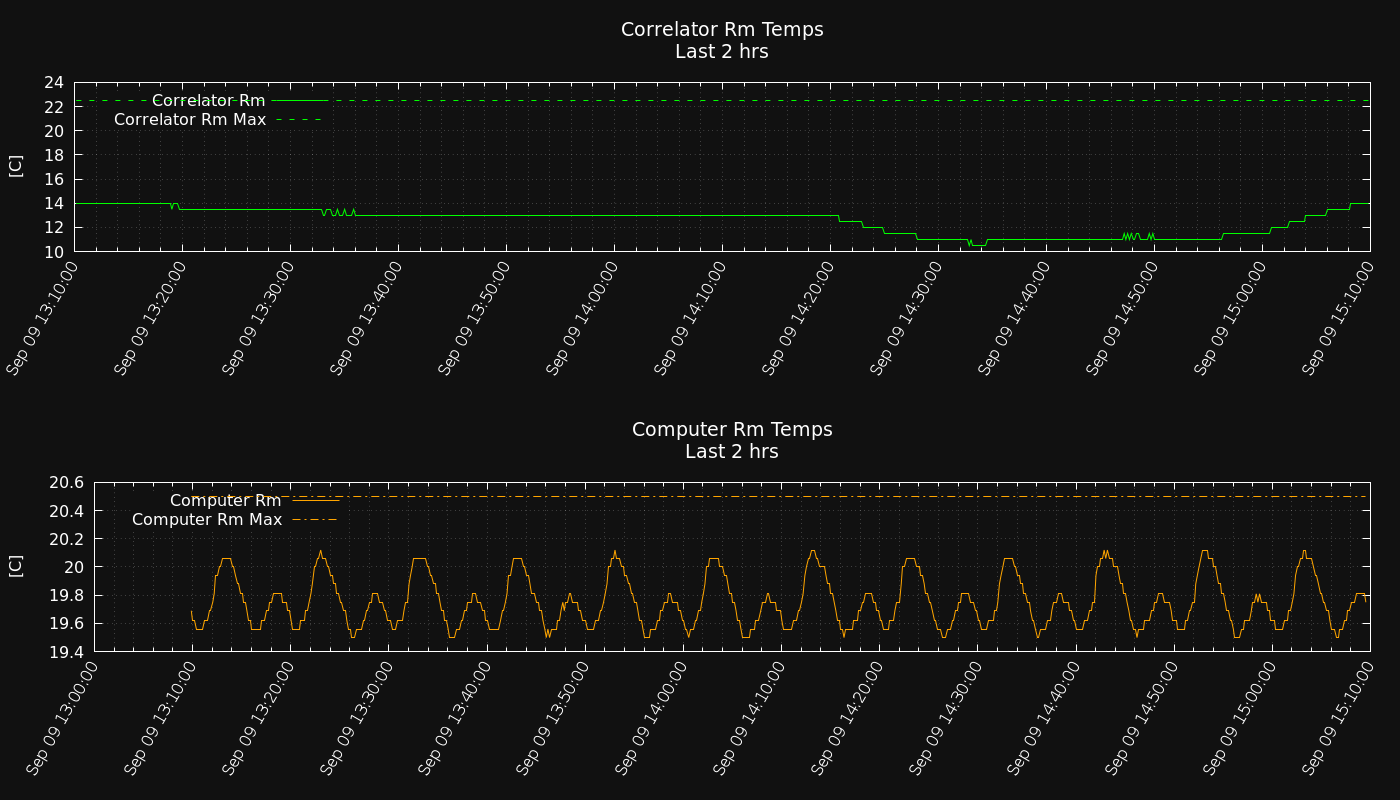 Correlator Rm Temps
Last 2 hrs
[C]
24
22
20
18
16
14
12
10
Correlator Rm
Correlator Rm Max
Sep 09 13:10:00
Sep 09 13:20:00
Sep 09 13:30:00
Sep 09 13:40:00
Sep 09 13:50:00
Sep 09 14:00:00
Sep 09 14:10:00
Sep 09 14:20:00
Sep 09 14:30:00
Sep 09 14:40:00
Sep 09 14:50:00
Sep 09 15:00:00
Sep 09 15:10:00
Computer Rm Temps
Last 2 hrs
[C]
20.6
20.4
20.2
20
19.8
19.6
19.4
Computer Rm
Computer Rm Max
Sep 09 13:00:00
Sep 09 13:10:00
Sep 09 13:20:00
Sep 09 13:30:00
Sep 09 13:40:00
Sep 09 13:50:00
Sep 09 14:00:00
Sep 09 14:10:00
Sep 09 14:20:00
Sep 09 14:30:00
Sep 09 14:40:00
Sep 09 14:50:00
Sep 09 15:00:00
Sep 09 15:10:00